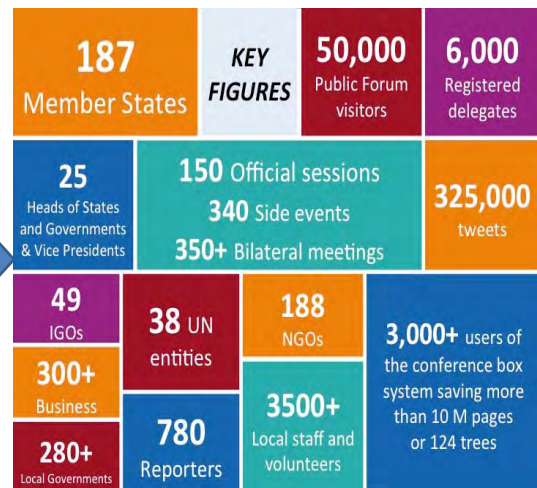 187
Member States
KEY
FIGURES
50,000
Public Forum
visitors
6,000
Registered
delegates
25
Heads of States
and Governments
& Vice Presidents
150 Official sessions
340 Side events
350+ Bilateral meetings
325,000
tweets
49
IGOs
300+
Business
280+
Local Governments
38 UN
entities
780
Reporters
188
NGOs
3500+
Local staff and
volunteers
3,000+ users of
the conference box
system saving more
than 10 M pages
or 124 trees